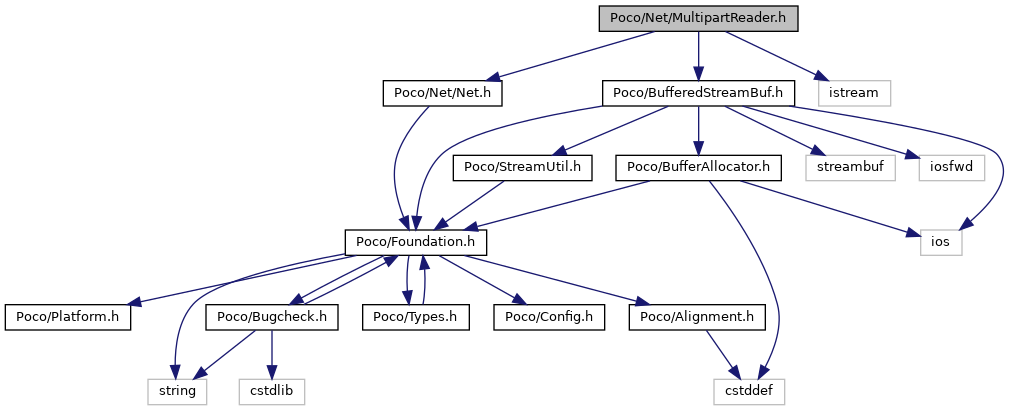 Poco/Net/MultipartReader.h
Poco/Net/Net.h
Poco/BufferedStreamBuf.h
istream
Poco/StreamUtil.h
Poco/BufferAllocator.h
streambuf
iosfwd
Poco/Foundation.h
ios
Poco/Platform.h
Poco/Bugcheck.h
Poco/Types.h
Poco/Config.h
Poco/Alignment.h
string
cstdlib
cstddef